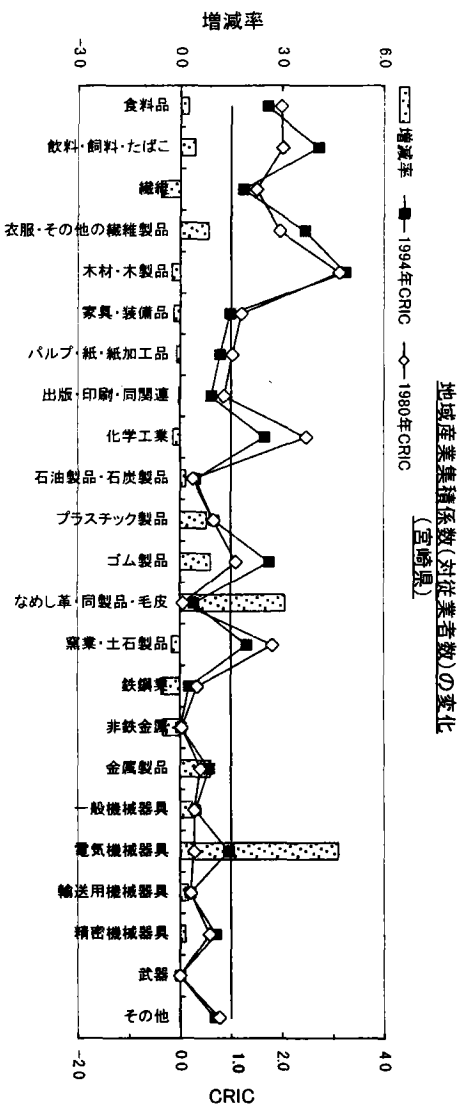 地域産業集積係数(対従業者数)の変化
(宮崎県)
増減率 1994年CRIC 1980年CRIC
増減率
-3.0 0.0 3.0 6.0
食料品
飲料・飼料・たばこ
繊維
衣服・その他の繊維製品
木材・木製品
家具・装備品
パルプ・紙・紙加工品
出版・印刷・同関連
化学工業
石油製品・石炭製品
プラスチック製品
ゴム製品
なめし革・同製品・毛皮
窯業・土石製品
鉄鋼業
非鉄金属
金属製品
一般機械器具
電気機械器具
輸送用機械器具
精密機械器具
武器
その他
-2.0 0.0 1.0 2.0 4.0
CRIC